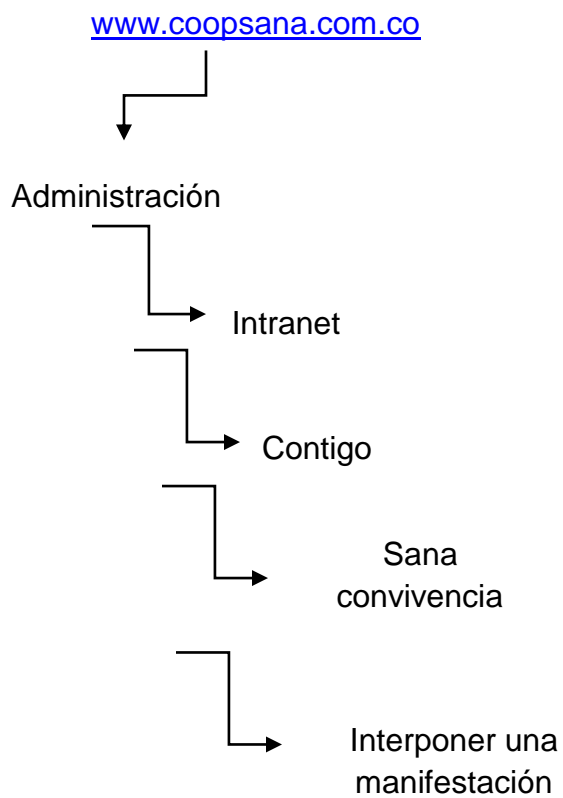 www.coopsana.com.co
Administración
Intranet
Contigo
Sana
convivencia
Interponer una
manifestación